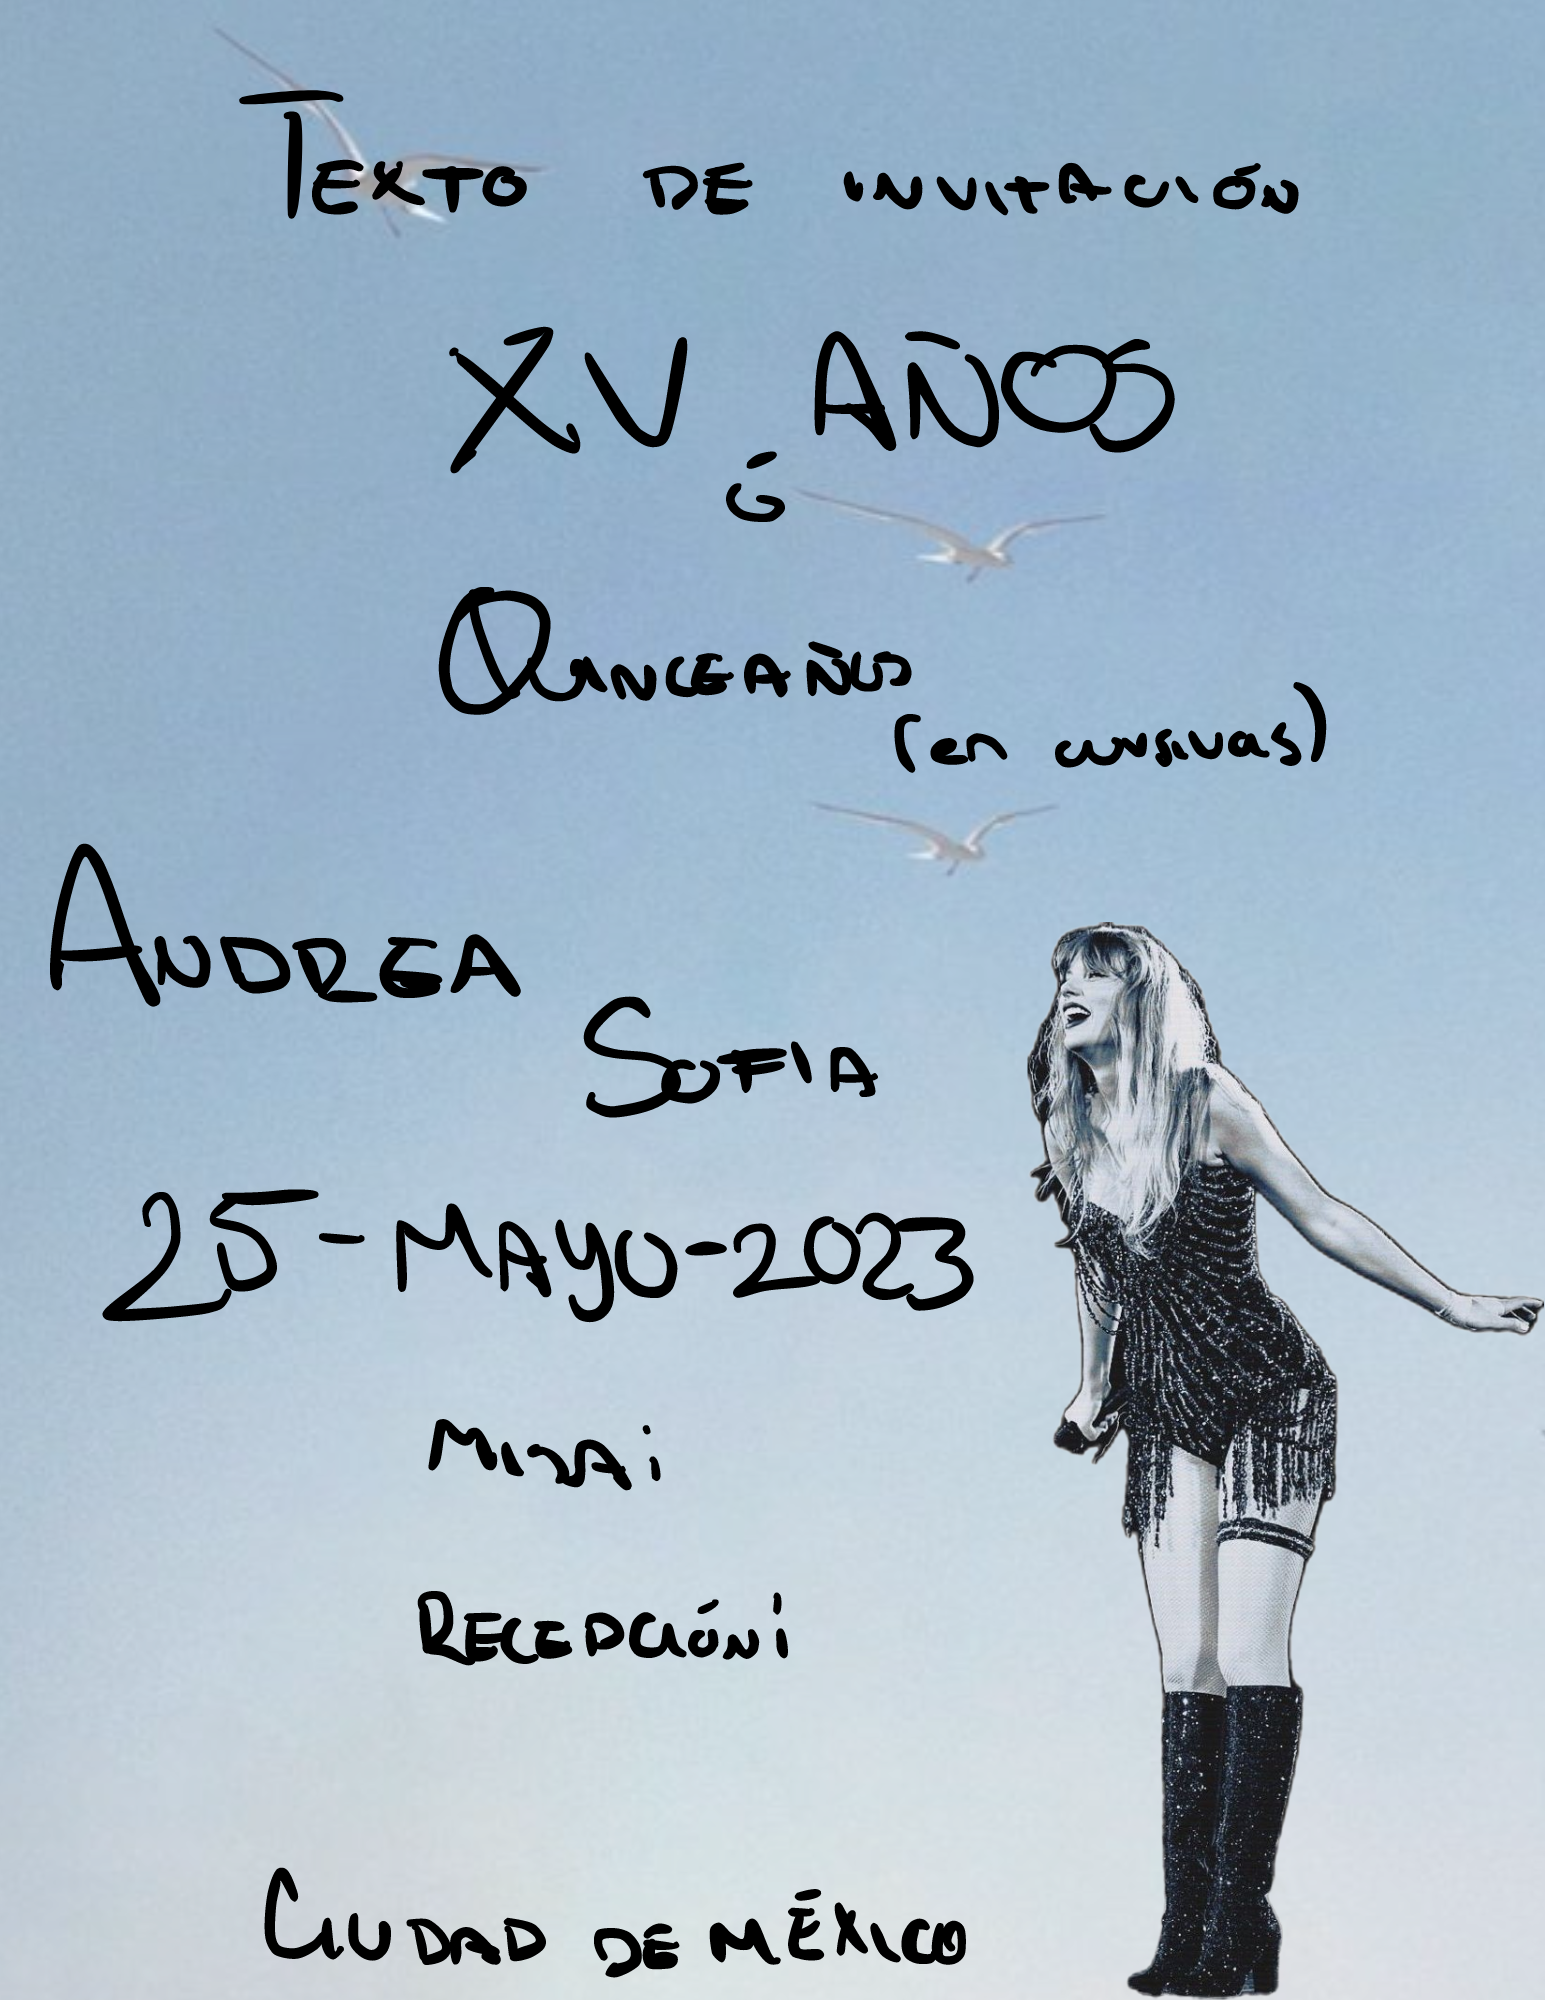 TEXTO DE INVITACIÓN
XV AÑOS
ó
QUINCEAÑOS
(en cursivas)
ANDREA
SOFIA
25-MAYO-2023
MISA:
RECEPCIÓN:
CIUDAD DE MÉXICO